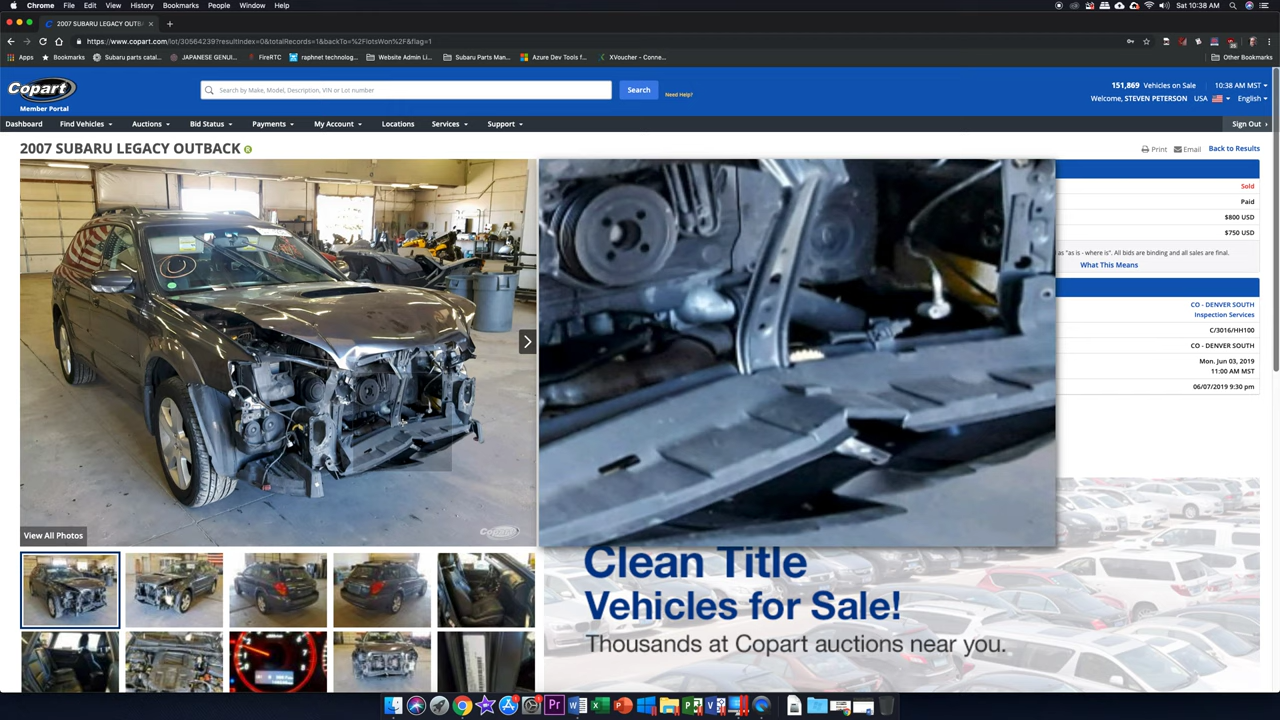 Chrome File Edit View History Bookmarks People Window Help Sat 10:38 AM
2007 SUBARU LEGACY OUTB
https://www.copart.com/lot/30564239?resultIndex=0&totalRecords=1&backTo=%2FlotsWon%2F&flag=1
Apps Bookmarks Subaru parts catal... JAPANESE GENUI... FireRTC raphnet technolog... Website Admin Li... Subaru Parts Man... Azure Dev Tools f... XVoucher - Conne... Other Bookmarks
Copart
Member Portal
Search by Make, Model, Description, VIN or Lot number
Search
Need Help?
151,869 Vehicles on Sale 10:38 AM MST
Welcome, STEVEN PETERSON USA English
Dashboard Find Vehicles Auctions Bid Status Payments My Account Locations Services Support Sign Out
2007 SUBARU LEGACY OUTBACK R
Print Email Back to Results
Sold
Paid
$800 USD
$750 USD
as "as is - where is". All bids are binding and all sales are final.
What This Means
CO - DENVER SOUTH
Inspection Services
C/3016/HH100
CO - DENVER SOUTH
Mon. Jun 03, 2019
11:00 AM MST
06/07/2019 9:30 pm
View All Photos
Copart
Clean Title
Vehicles for Sale!
Thousands at Copart auctions near you.
Pr W X P